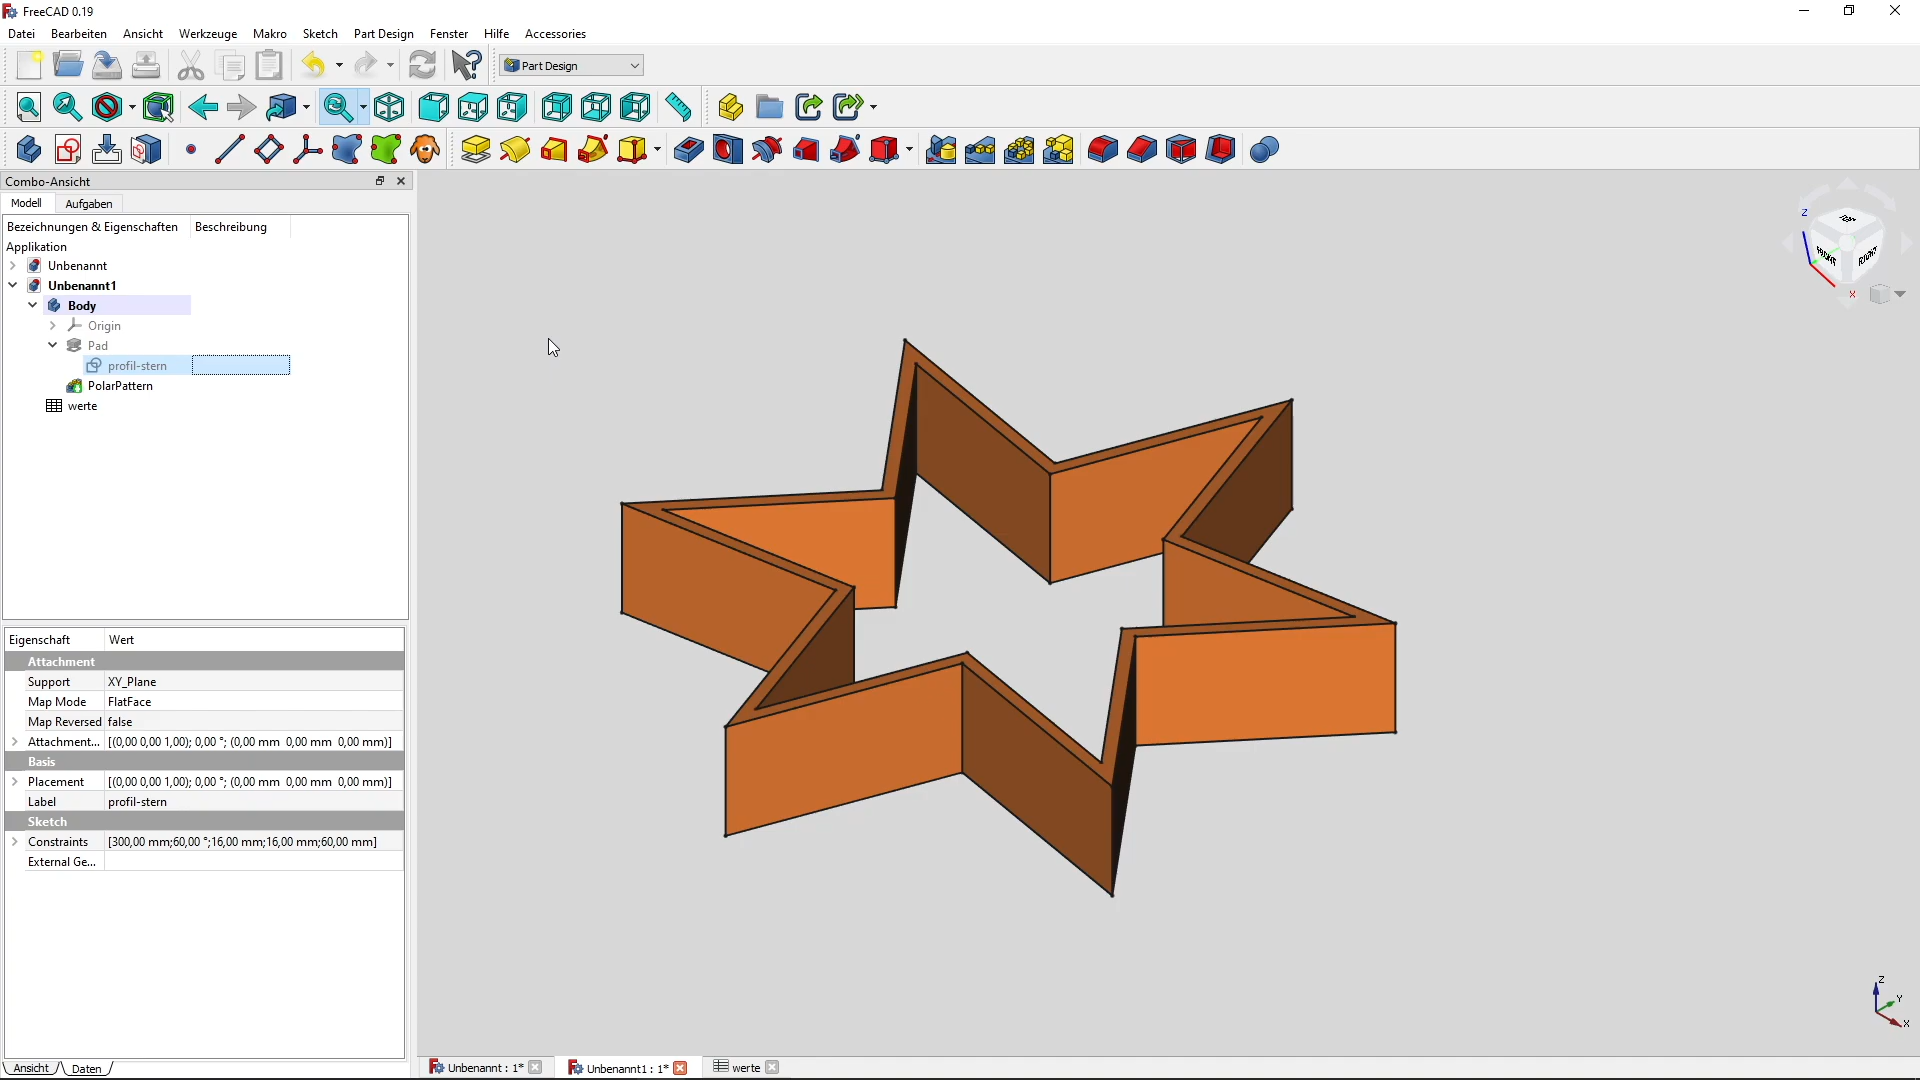 FreeCAD 0.19
Datei Bearbeiten Ansicht Werkzeuge Makro Sketch Part Design Fenster Hilfe Accessories
Part Design
Combo-Ansicht
Modell Aufgaben
Bezeichnungen & Eigenschaften Beschreibung
Applikation
Unbenannt
Unbenannt1
Body
Origin
Pad
profil-stern
PolarPattern
werte
Eigenschaft Wert
Attachment
Support XY_Plane
Map Mode FlatFace
Map Reversed false
Attachment... [(0,00 0,00 1,00); 0,00 °; (0,00 mm 0,00 mm 0,00 mm)]
Basis
Placement [(0,00 0,00 1,00); 0,00 °; (0,00 mm 0,00 mm 0,00 mm)]
Label profil-stern
Sketch
Constraints [300,00 mm;60,00 °;16,00 mm;16,00 mm;60,00 mm]
External Ge...
Ansicht Daten
TOP
Z
FRONT RIGHT
X
Z
Y
X
Unbenannt : 1* Unbenannt1 : 1* werte